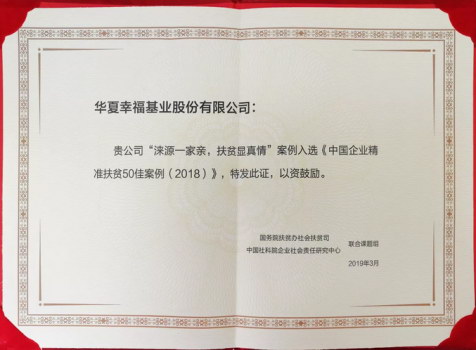 华夏幸福基业股份有限公司：
贵公司“涞源一家亲，扶贫显真情”案例入选《中国企业精
准扶贫50佳案例（2018）》，特发此证，以资鼓励。
国务院扶贫办社会扶贫司
中国社科院企业社会责任研究中心 联合课题组
2019年3月